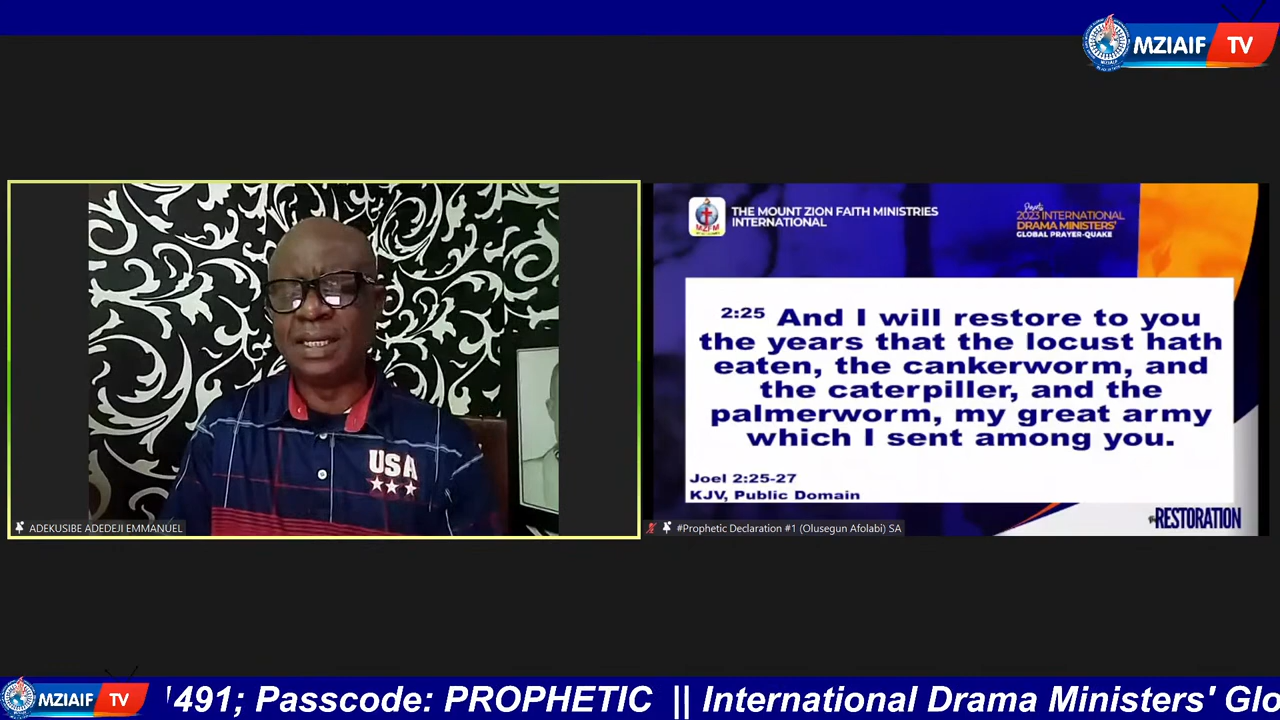 MZIAIF TV
THE MOUNT ZION FAITH MINISTRIES
INTERNATIONAL
2023 INTERNATIONAL
DRAMA MINISTERS'
GLOBAL PRAYER-QUAKE
MZFM
2:25 And I will restore to you
the years that the locust hath
eaten, the cankerworm, and
the caterpiller, and the
palmerworm, my great army
which I sent among you.
Joel 2:25-27
KJV, Public Domain
RESTORATION
USA
ADEKUSIBE ADEDEJI EMMANUEL
#Prophetic Declaration #1 (Olusegun Afolabi) SA
MZIAIF TV
491; Passcode: PROPHETIC || International Drama Ministers' Glo